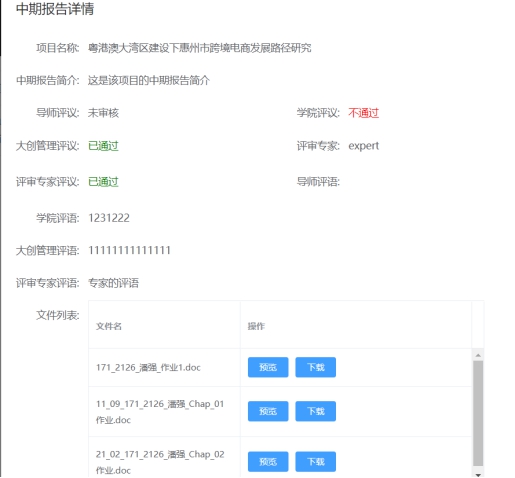 中期报告详情
项目名称: 粤港澳大湾区建设下惠州市跨境电商发展路径研究
中期报告简介: 这是该项目的中期报告简介
导师评议: 未审核 学院评议: 不通过
大创管理评议: 已通过 评审专家: expert
评审专家评议: 已通过 导师评语:
学院评语: 1231222
大创管理评语: 11111111111111
评审专家评语: 专家的评语
文件列表:
文件名 操作
171_2126_潘强_作业1.doc 预览 下载
11_09_171_2126_潘强_Chap_01
作业.doc
预览 下载
21_02_171_2126_潘强_Chap_02
作业.doc
预览 下载